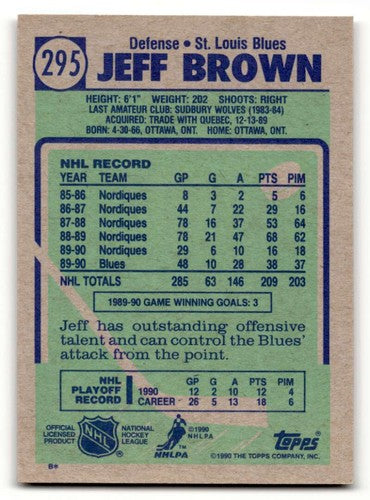 295
Defense • St. Louis Blues
JEFF BROWN
HEIGHT: 6'1" WEIGHT: 202 SHOOTS: RIGHT
LAST AMATEUR CLUB: SUDBURY WOLVES (1983-84)
ACQUIRED: TRADE WITH QUEBEC, 12-13-89
BORN: 4-30-66, OTTAWA, ONT. HOME: OTTAWA, ONT.
NHL RECORD
YEAR TEAM GP G A PTS PIM
85-86 Nordiques 8 3 2 5 6
86-87 Nordiques 44 7 22 29 16
87-88 Nordiques 78 16 37 53 64
88-89 Nordiques 78 21 47 68 62
89-90 Nordiques 29 6 10 16 18
89-90 Blues 48 10 28 38 37
NHL TOTALS 285 63 146 209 203
1989-90 GAME WINNING GOALS: 3
Jeff has outstanding offensive
talent and can control the Blues'
attack from the point.
NHL PLAYOFF RECORD
GP G A PTS PIM
1990 12 2 10 12 4
CAREER 26 5 13 18 6
OFFICIAL LICENSED PRODUCT
NHL
NATIONAL HOCKEY LEAGUE
NHLPA
©1990 NHLPA
TOPPS
©1990 THE TOPPS COMPANY, INC.
B*